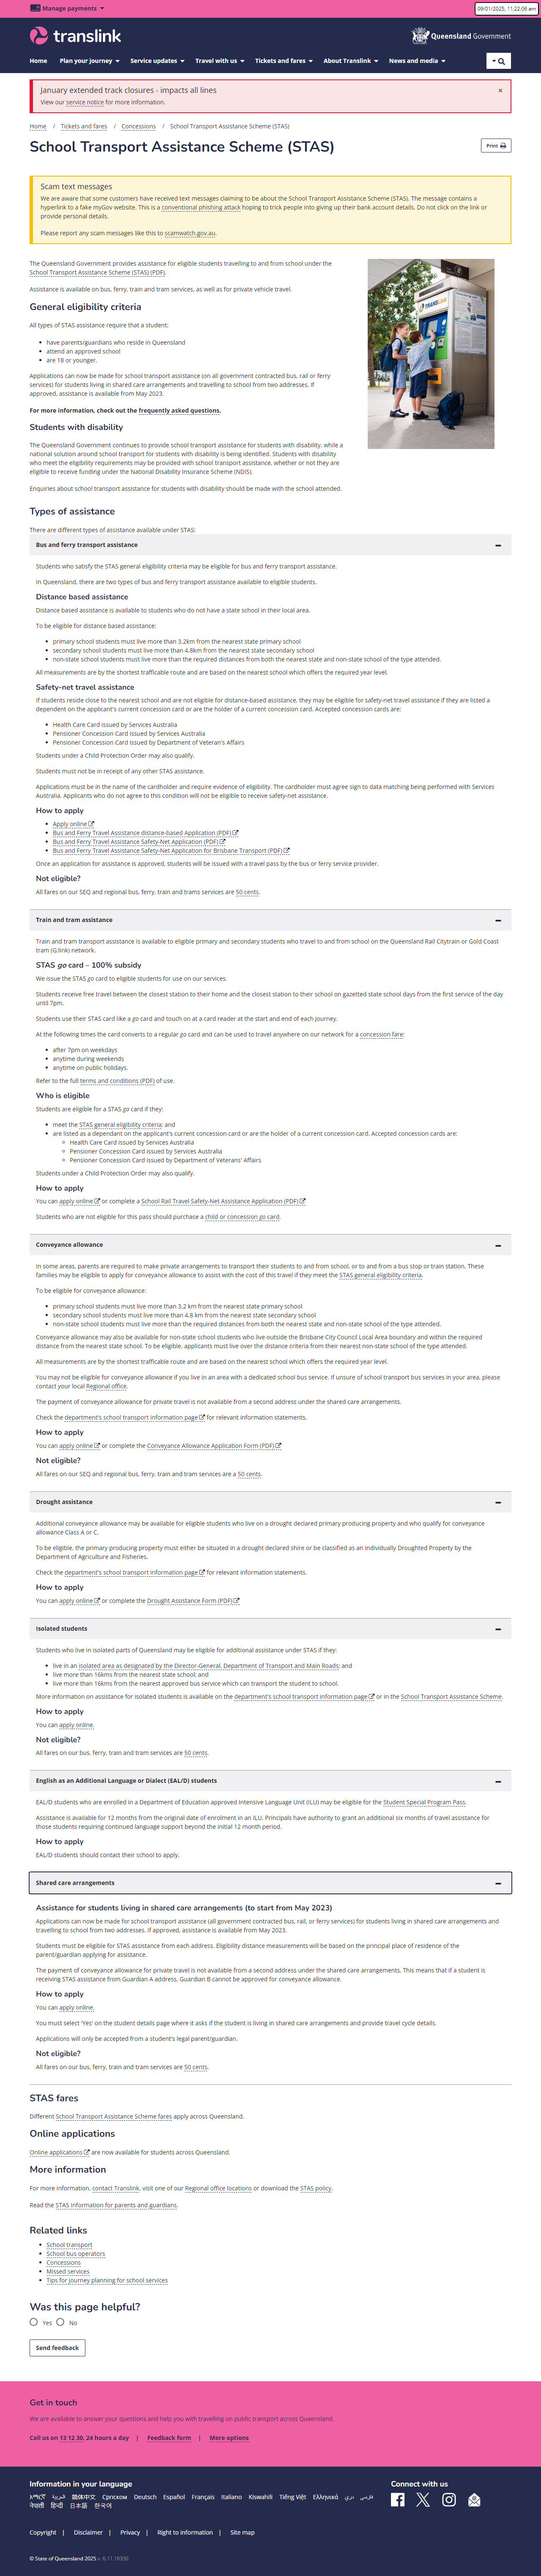 Manage payments
09/01/2025, 11:22:06 am
translink
Queensland Government
Home Plan your journey Service updates Travel with us Tickets and fares About Translink News and media
January extended track closures - impacts all lines
View our service notice for more information.
Home / Tickets and fares / Concessions / School Transport Assistance Scheme (STAS)
School Transport Assistance Scheme (STAS)
Print
Scam text messages
We are aware that some customers have received text messages claiming to be about the School Transport Assistance Scheme (STAS). The message contains a
hyperlink to a fake myGov website. This is a conventional phishing attack hoping to trick people into giving up their bank account details. Do not click on the link or
provide personal details.
Please report any scam messages like this to scamwatch.gov.au.
The Queensland Government provides assistance for eligible students travelling to and from school under the
School Transport Assistance Scheme (STAS) (PDF).
Assistance is available on bus, ferry, train and tram services, as well as for private vehicle travel.
General eligibility criteria
All types of STAS assistance require that a student:
have parents/guardians who reside in Queensland
attend an approved school
are 18 or younger.
Applications can now be made for school transport assistance (on all government contracted bus, rail or ferry
services) for students living in shared care arrangements and travelling to school from two addresses. If
approved, assistance is available from May 2023.
For more information, check out the frequently asked questions.
Students with disability
The Queensland Government continues to provide school transport assistance for students with disability, while a
national solution around school transport for students with disability is being identified. Students with disability
who meet the eligibility requirements may be provided with school transport assistance, whether or not they are
eligible to receive funding under the National Disability Insurance Scheme (NDIS).
Enquiries about school transport assistance for students with disability should be made with the school attended.
Types of assistance
There are different types of assistance available under STAS:
Bus and ferry transport assistance
Students who satisfy the STAS general eligibility criteria may be eligible for bus and ferry transport assistance.
In Queensland, there are two types of bus and ferry transport assistance available to eligible students.
Distance based assistance
Distance based assistance is available to students who do not have a state school in their local area.
To be eligible for distance based assistance:
primary school students must live more than 3.2km from the nearest state primary school
secondary school students must live more than 4.8km from the nearest state secondary school
non-state school students must live more than the required distances from both the nearest state and non-state school of the type attended.
All measurements are by the shortest trafficable route and are based on the nearest school which offers the required year level.
Safety-net travel assistance
If students reside close to the nearest school and are not eligible for distance-based assistance, they may be eligible for safety-net travel assistance if they are listed a
dependent on the applicant's current concession card or are the holder of a current concession card. Accepted concession cards are:
Health Care Card issued by Services Australia
Pensioner Concession Card issued by Services Australia
Pensioner Concession Card issued by Department of Veteran's Affairs
Students under a Child Protection Order may also qualify.
Students must not be in receipt of any other STAS assistance.
Applications must be in the name of the cardholder and require evidence of eligibility. The cardholder must agree sign to data matching being performed with Services
Australia. Applicants who do not agree to this condition will not be eligible to receive safety-net assistance.
How to apply
Apply online
Bus and Ferry Travel Assistance distance-based Application (PDF)
Bus and Ferry Travel Assistance Safety-Net Application (PDF)
Bus and Ferry Travel Assistance Safety-Net Application for Brisbane Transport (PDF)
Once an application for assistance is approved, students will be issued with a travel pass by the bus or ferry service provider.
Not eligible?
All fares on our SEQ and regional bus, ferry, train and trams services are 50 cents.
Train and tram assistance
Train and tram transport assistance is available to eligible primary and secondary students who travel to and from school on the Queensland Rail Citytrain or Gold Coast
tram (G:link) network.
STAS go card – 100% subsidy
We issue the STAS go card to eligible students for use on our services.
Students receive free travel between the closest station to their home and the closest station to their school on gazetted state school days from the first service of the day
until 7pm.
Students use their STAS card like a go card and touch on at a card reader at the start and end of each journey.
At the following times the card converts to a regular go card and can be used to travel anywhere on our network for a concession fare:
after 7pm on weekdays
anytime during weekends
anytime on public holidays.
Refer to the full terms and conditions (PDF) of use.
Who is eligible
Students are eligible for a STAS go card if they:
meet the STAS general eligibility criteria; and
are listed as a dependant on the applicant's current concession card or are the holder of a current concession card. Accepted concession cards are:
Health Care Card issued by Services Australia
Pensioner Concession Card issued by Services Australia
Pensioner Concession Card issued by Department of Veterans' Affairs
Students under a Child Protection Order may also qualify.
How to apply
You can apply online or complete a School Rail Travel Safety-Net Assistance Application (PDF)
Students who are not eligible for this pass should purchase a child or concession go card.
Conveyance allowance
In some areas, parents are required to make private arrangements to transport their students to and from school, or to and from a bus stop or train station. These
families may be eligible to apply for conveyance allowance to assist with the cost of this travel if they meet the STAS general eligibility criteria.
To be eligible for conveyance allowance:
primary school students must live more than 3.2 km from the nearest state primary school
secondary school students must live more than 4.8 km from the nearest state secondary school
non-state school students must live more than the required distances from both the nearest state and non-state school of the type attended.
Conveyance allowance may also be available for non-state school students who live outside the Brisbane City Council Local Area boundary and within the required
distance from the nearest state school. To be eligible, applicants must live over the distance criteria from their nearest non-state school of the type attended.
All measurements are by the shortest trafficable route and are based on the nearest school which offers the required year level.
You may not be eligible for conveyance allowance if you live in an area with a dedicated school bus service. If unsure of school transport bus services in your area, please
contact your local Regional office.
The payment of conveyance allowance for private travel is not available from a second address under the shared care arrangements.
Check the department's school transport information page for relevant information statements.
How to apply
You can apply online or complete the Conveyance Allowance Application Form (PDF)
Not eligible?
All fares on our SEQ and regional bus, ferry, train and tram services are a 50 cents.
Drought assistance
Additional conveyance allowance may be available for eligible students who live on a drought declared primary producing property and who qualify for conveyance
allowance Class A or C.
To be eligible, the primary producing property must either be situated in a drought declared shire or be classified as an Individually Droughted Property by the
Department of Agriculture and Fisheries.
Check the department's school transport information page for relevant information statements.
How to apply
You can apply online or complete the Drought Assistance Form (PDF)
Isolated students
Students who live in isolated parts of Queensland may be eligible for additional assistance under STAS if they:
live in an isolated area as designated by the Director-General, Department of Transport and Main Roads; and
live more than 16kms from the nearest state school; and
live more than 16kms from the nearest approved bus service which can transport the student to school.
More information on assistance for isolated students is available on the department's school transport information page or in the School Transport Assistance Scheme.
How to apply
You can apply online.
Not eligible?
All fares on our bus, ferry, train and tram services are 50 cents.
English as an Additional Language or Dialect (EAL/D) students
EAL/D students who are enrolled in a Department of Education approved Intensive Language Unit (ILU) may be eligible for the Student Special Program Pass.
Assistance is available for 12 months from the original date of enrolment in an ILU. Principals have authority to grant an additional six months of travel assistance for
those students requiring continued language support beyond the initial 12 month period.
How to apply
EAL/D students should contact their school to apply.
Shared care arrangements
Assistance for students living in shared care arrangements (to start from May 2023)
Applications can now be made for school transport assistance (all government contracted bus, rail, or ferry services) for students living in shared care arrangements and
travelling to school from two addresses. If approved, assistance is available from May 2023.
Students must be eligible for STAS assistance from each address. Eligibility distance measurements will be based on the principal place of residence of the
parent/guardian applying for assistance.
The payment of conveyance allowance for private travel is not available from a second address under the shared care arrangements. This means that if a student is
receiving STAS assistance from Guardian A address, Guardian B cannot be approved for conveyance allowance.
How to apply
You can apply online.
You must select 'Yes' on the student details page where it asks if the student is living in shared care arrangements and provide travel cycle details.
Applications will only be accepted from a student's legal parent/guardian.
Not eligible?
All fares on our bus, ferry, train and tram services are 50 cents.
STAS fares
Different School Transport Assistance Scheme fares apply across Queensland.
Online applications
Online applications are now available for students across Queensland.
More information
For more information, contact Translink, visit one of our Regional office locations or download the STAS policy.
Read the STAS Information for parents and guardians.
Related links
School transport
School bus operators
Concessions
Missed services
Tips for journey planning for school services
Was this page helpful?
Yes No
Send feedback
Get in touch
We are available to answer your questions and help you with travelling on public transport across Queensland.
Call us on 13 12 30, 24 hours a day | Feedback form | More options
Information in your language
Connect with us
አማርኛ العربية 简体中文 Српском Deutsch Español Français Italiano Kiswahili Tiếng Việt Ελληνικά دري فارسی
नेपाली हिन्दी 日本語 한국어
Copyright | Disclaimer | Privacy | Right to information | Site map
© State of Queensland 2025 v. 6.11.16350